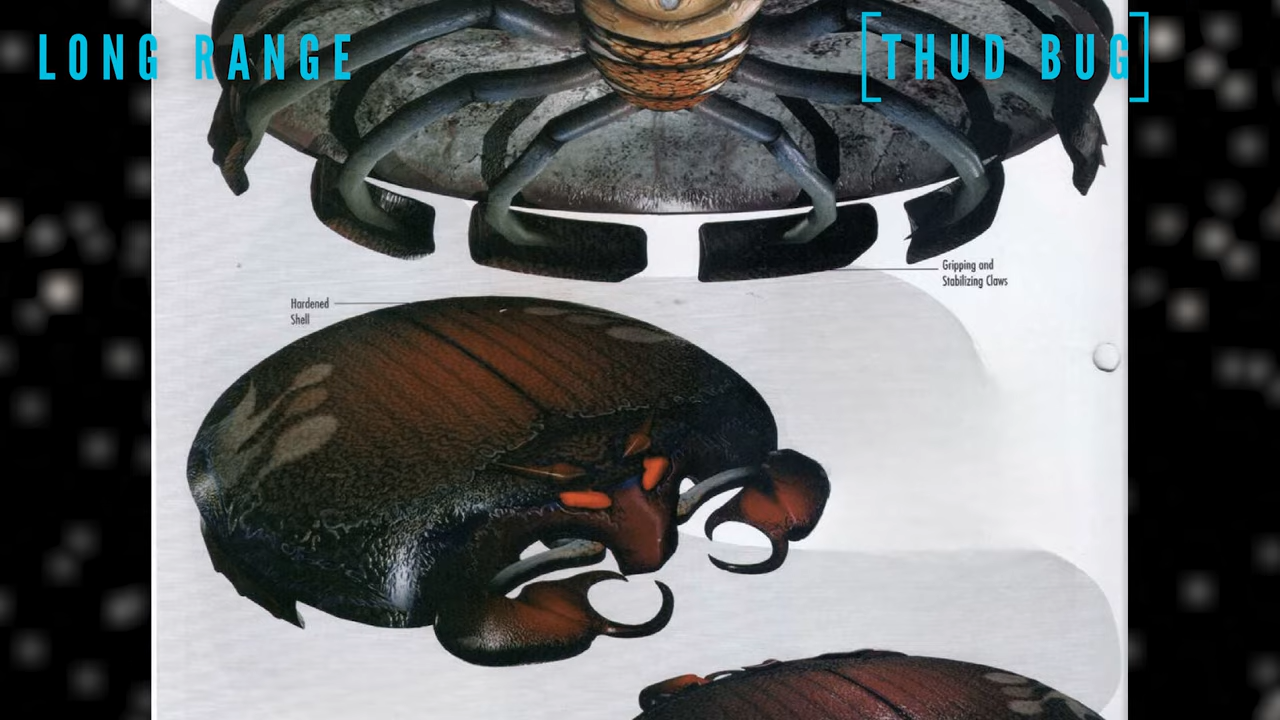 LONG RANGE
[THUD BUG]
Gripping and
Stabilizing Claws
Hardened
Shell